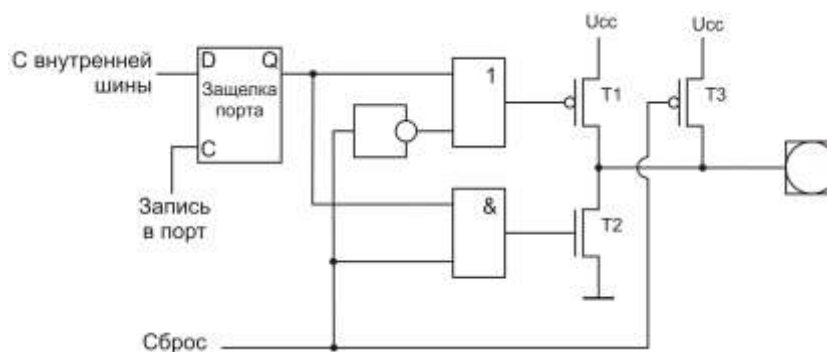 Ucc
Ucc
С внутренней
шины
D
Q
Защелка
порта
C
1
T1
T3
Запись
в порт
&
T2
Сброс